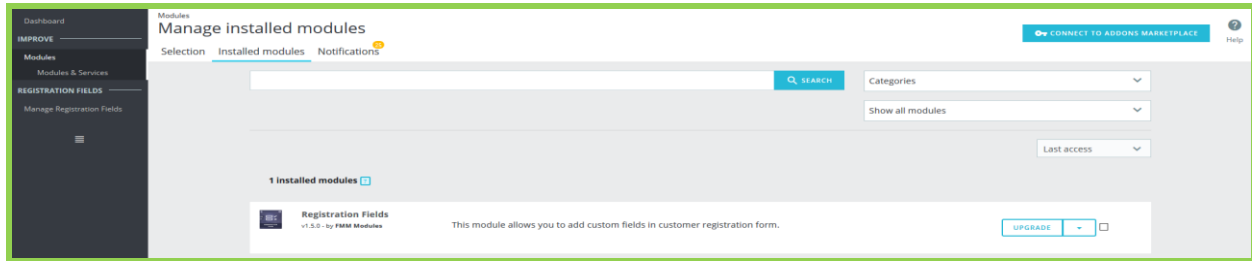 Dashboard
IMPROVE
Modules
Modules & Services
REGISTRATION FIELDS
Manage Registration Fields
Modules
Manage installed modules
CONNECT TO ADDONS MARKETPLACE
Help
Selection Installed modules Notifications
SEARCH
Categories
Show all modules
Last access
1 installed modules
Registration Fields
v1.5.0 - by FMM Modules
This module allows you to add custom fields in customer registration form.
UPGRADE